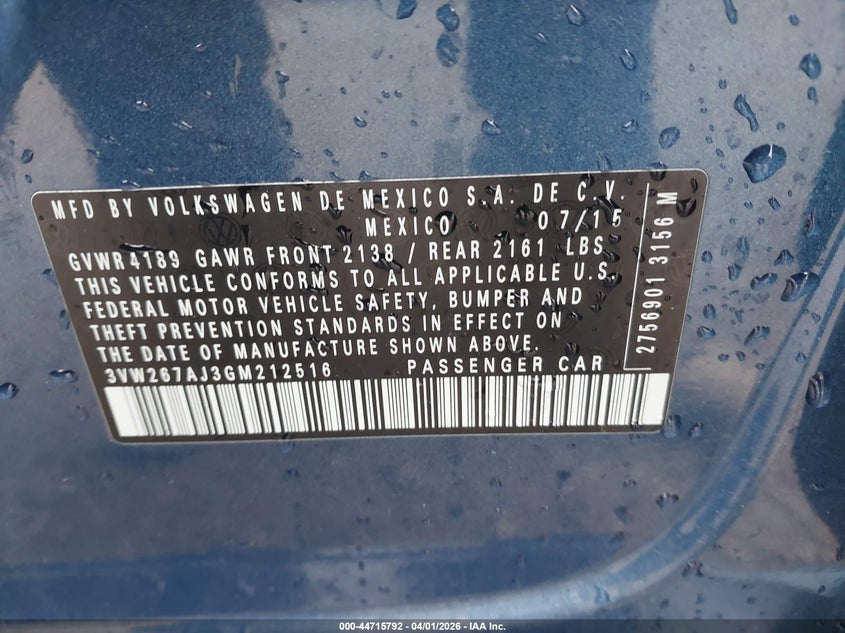 MFD BY VOLKSWAGEN DE MEXICO S.A. DE C.V.
MEXICO 07/15
GVWR4189 GAWR FRONT 2138 / REAR 2161 LBS
THIS VEHICLE CONFORMS TO ALL APPLICABLE U.S.
FEDERAL MOTOR VEHICLE SAFETY, BUMPER AND
THEFT PREVENTION STANDARDS IN EFFECT ON
THE DATE OF MANUFACTURE SHOWN ABOVE.
3VW267AJ3GM212516 PASSENGER CAR
2756901 3156 M
000-44715792 - 04/01/2026 - IAA Inc.